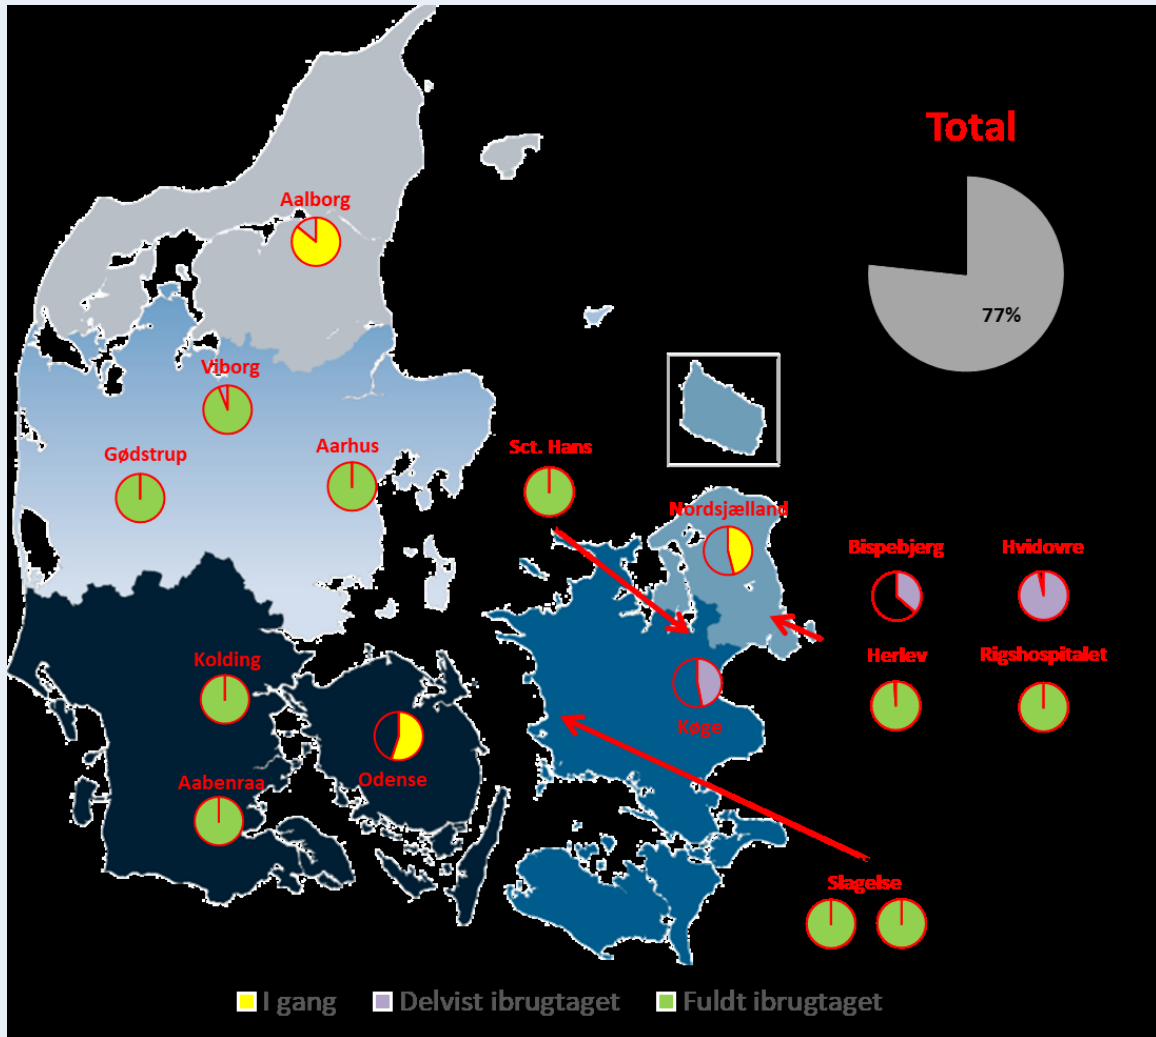 Total
77%
Aalborg
Viborg
Gødstrup
Aarhus
Sct. Hans
Nordsjælland
Bispebjerg
Hvidovre
Herlev
Rigshospitalet
Kolding
Køge
Odense
Aabenraa
Slagelse
I gang
Delvist ibrugtaget
Fuldt ibrugtaget